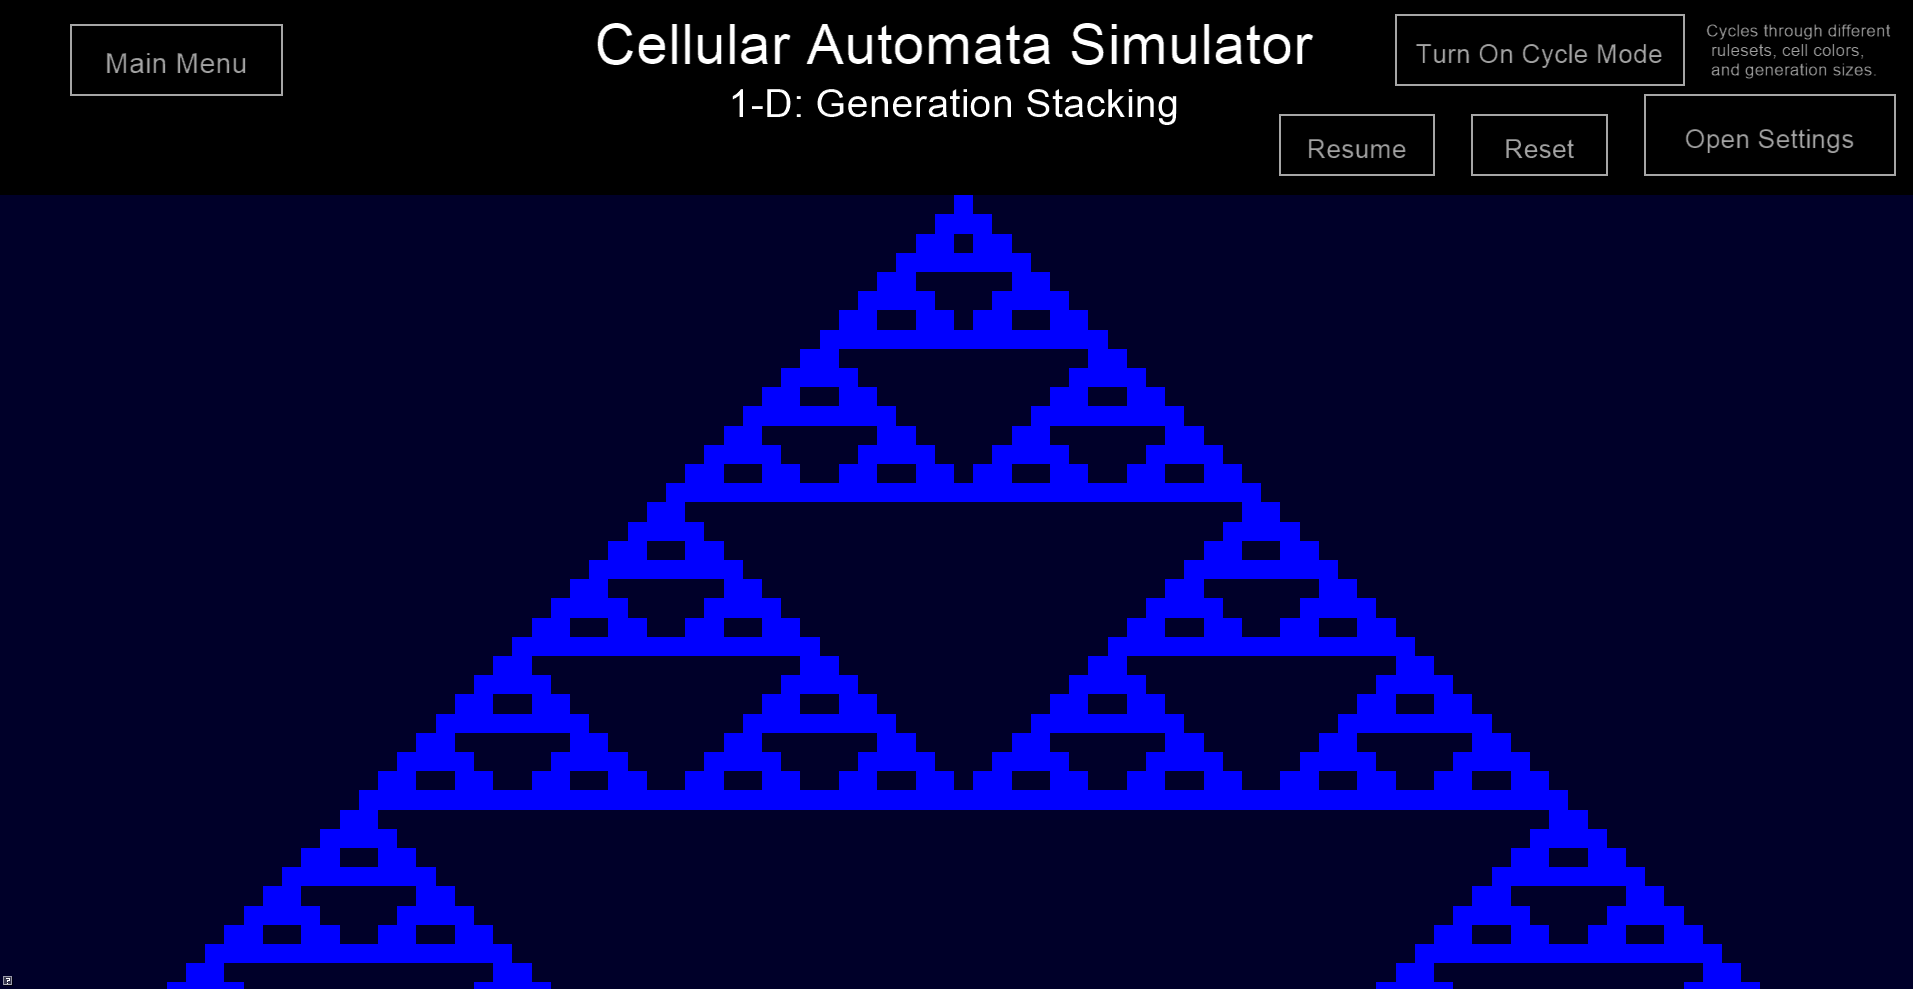 Main Menu
Cellular Automata Simulator
1-D: Generation Stacking
Turn On Cycle Mode
Cycles through different
rulesets, cell colors,
and generation sizes.
Resume
Reset
Open Settings